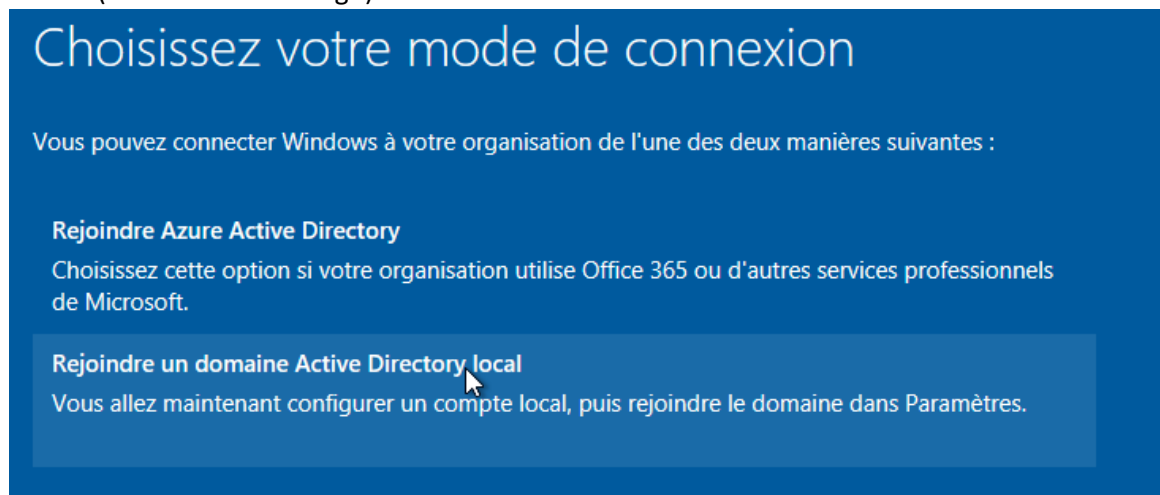 Choisissez votre mode de connexion
Vous pouvez connecter Windows à votre organisation de l'une des deux manières suivantes :
Rejoindre Azure Active Directory
Choisissez cette option si votre organisation utilise Office 365 ou d'autres services professionnels
de Microsoft.
Rejoindre un domaine Active Directory local
Vous allez maintenant configurer un compte local, puis rejoindre le domaine dans Paramètres.